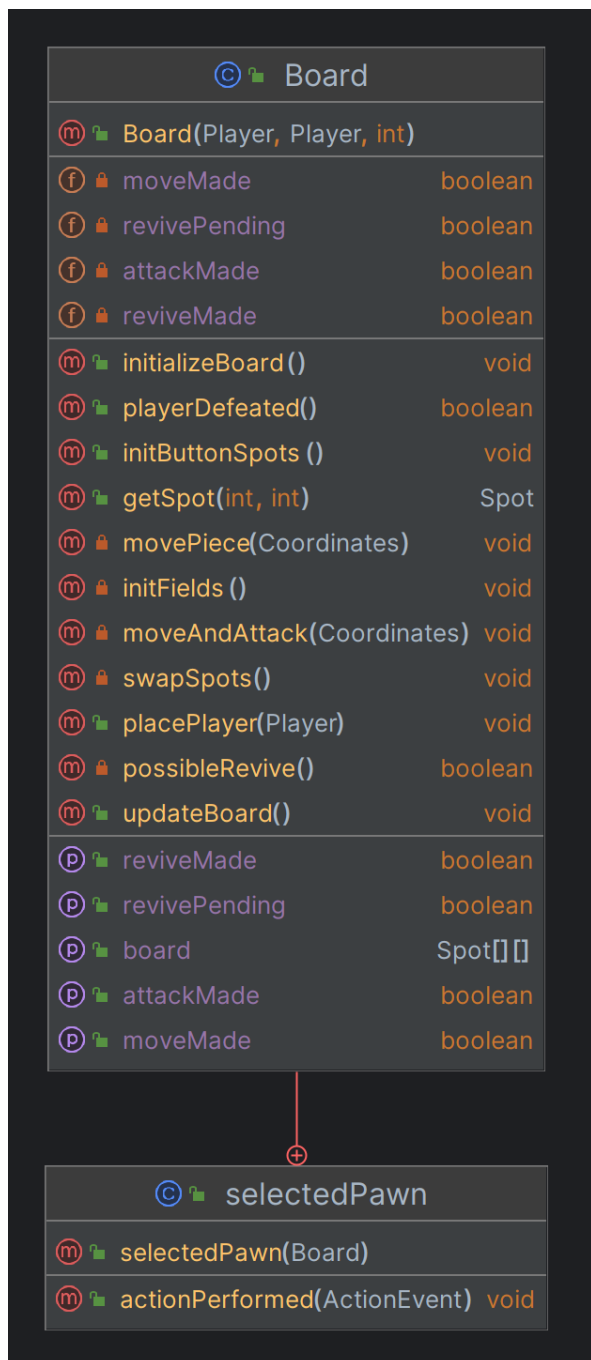 Board
Board(Player, Player, int)
moveMade boolean
revivePending boolean
attackMade boolean
reviveMade boolean
initializeBoard() void
playerDefeated() boolean
initButtonSpots() void
getSpot(int, int) Spot
movePiece(Coordinates) void
initFields() void
moveAndAttack(Coordinates) void
swapSpots() void
placePlayer(Player) void
possibleRevive() boolean
updateBoard() void
reviveMade boolean
revivePending boolean
board Spot[][]
attackMade boolean
moveMade boolean
selectedPawn
selectedPawn(Board)
actionPerformed(ActionEvent) void